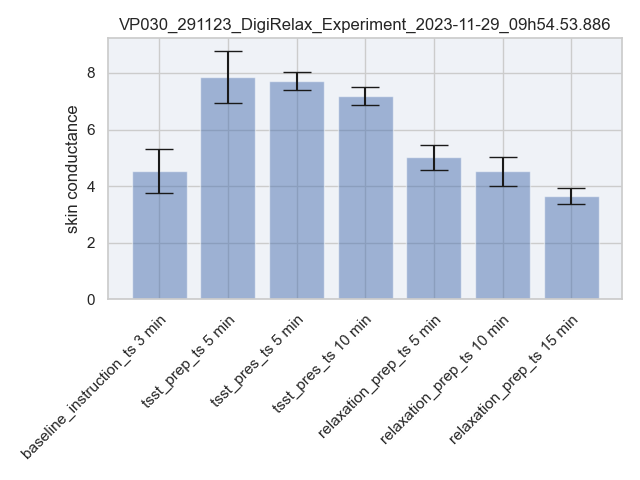 VP030_291123_DigiRelax_Experiment_2023-11-29_09h54.53.886
skin conductance
8
6
4
2
0
baseline_instruction_ts 3 min
tsst_prep_ts 5 min
tsst_pres_ts 5 min
tsst_pres_ts 10 min
relaxation_prep_ts 5 min
relaxation_prep_ts 10 min
relaxation_prep_ts 15 min